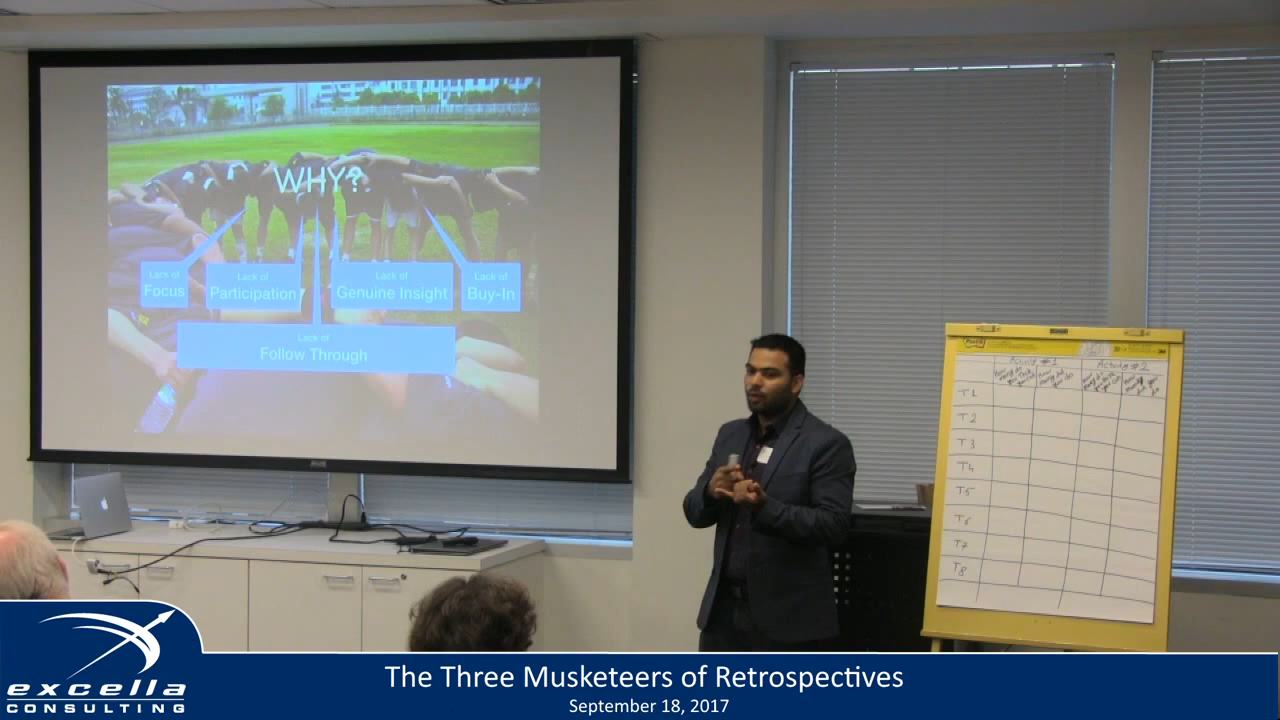 WHY?
Lack of
Focus
Lack of
Participation
Lack of
Genuine Insight
Lack of
Buy-In
Lack of
Follow Through
Activity #1
Activity #2
T1
T2
T3
T4
T5
T6
T7
T8
excella
CONSULTING
The Three Musketeers of Retrospectives
September 18, 2017